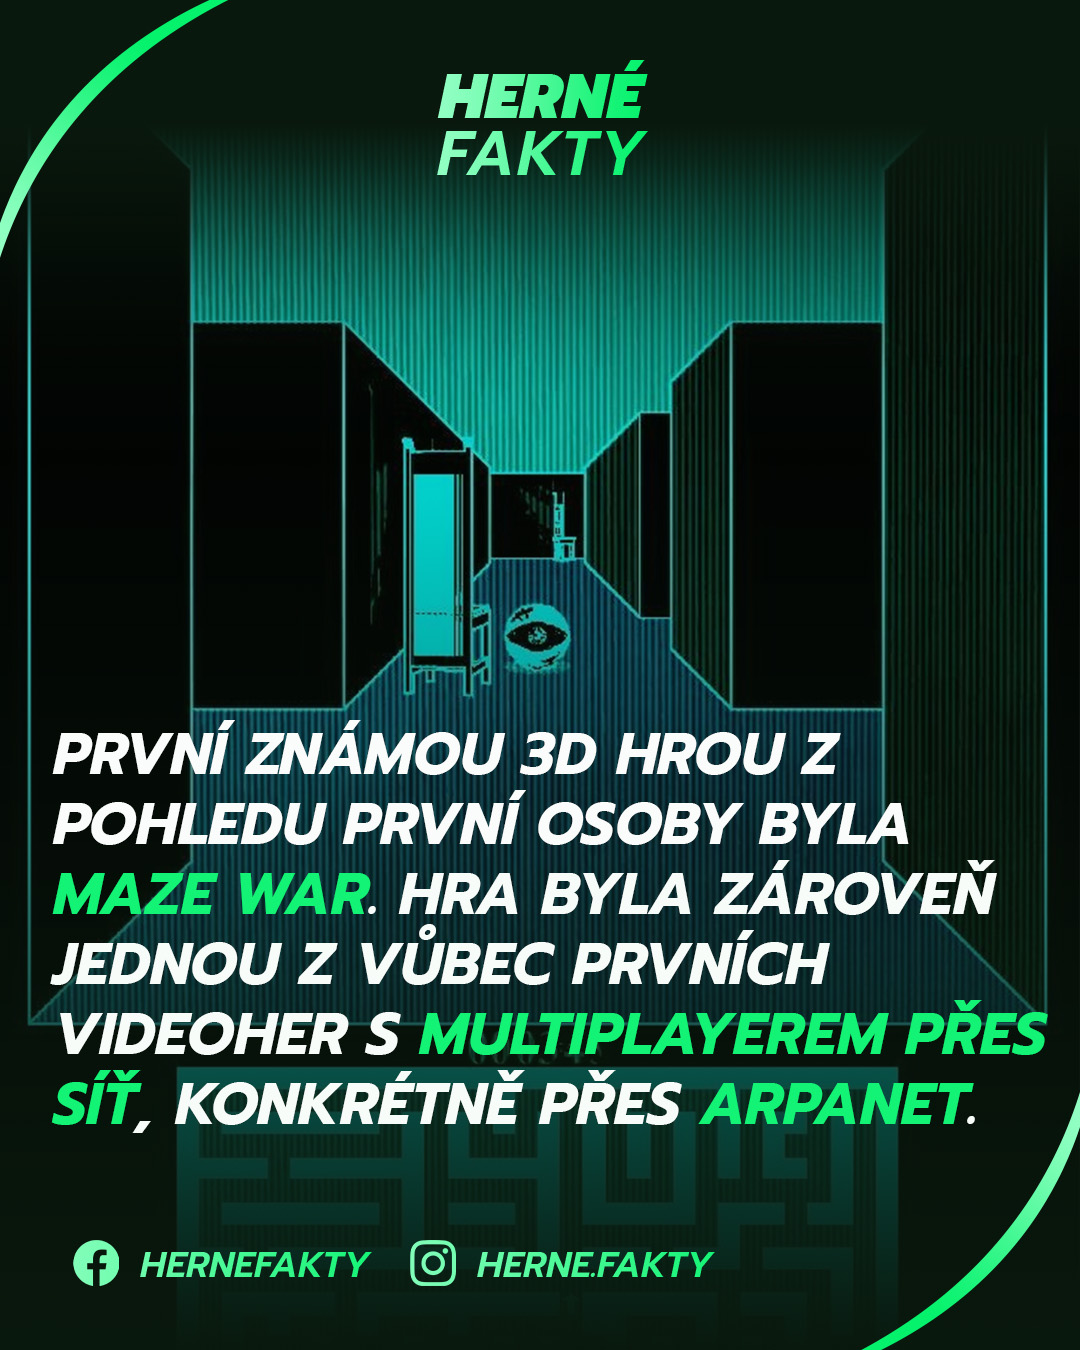 HERNÉ
FAKTY
PRVNÍ ZNÁMOU 3D HROU Z
POHLEDU PRVNÍ OSOBY BYLA
MAZE WAR. HRA BYLA ZÁROVEŇ
JEDNOU Z VŮBEC PRVNÍCH
VIDEOHER S MULTIPLAYEREM PŘES
SÍŤ, KONKRÉTNĚ PŘES ARPANET.
HERNEFAKTY HERNE.FAKTY